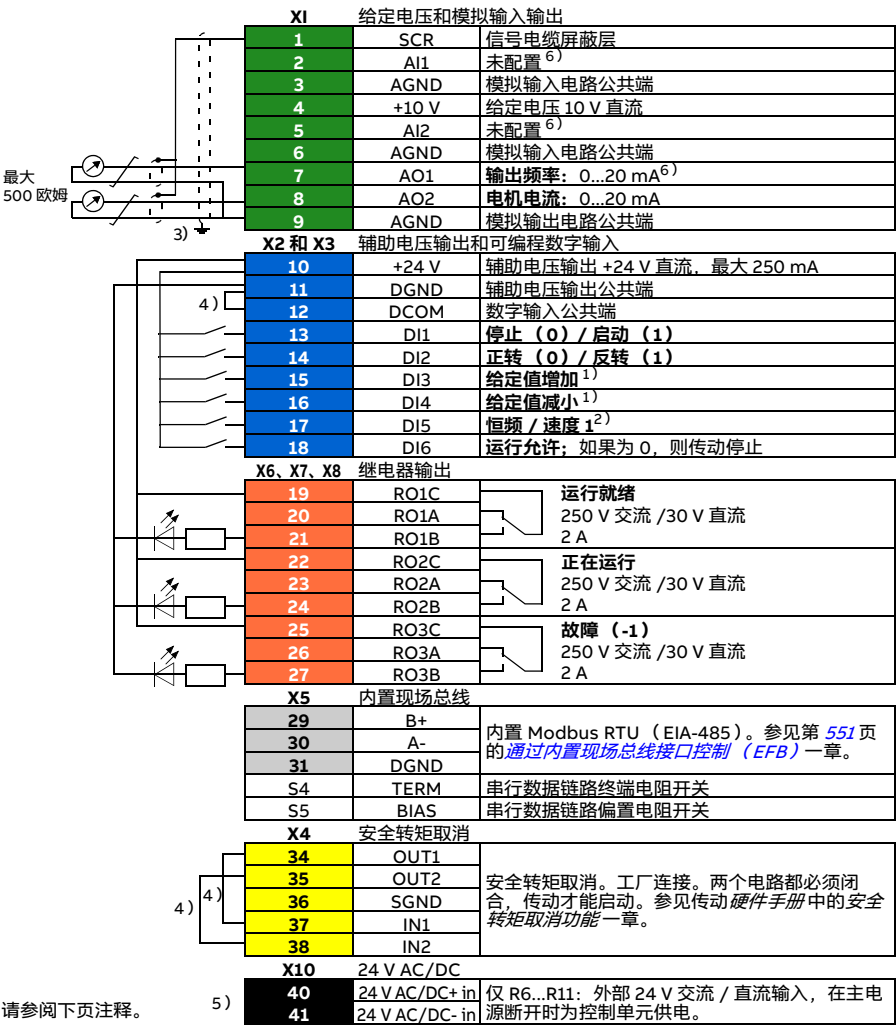 XI 给定电压和模拟输入输出
1 SCR 信号电缆屏蔽层
2 AI1 未配置 6)
3 AGND 模拟输入电路公共端
4 +10 V 给定电压 10 V 直流
5 AI2 未配置 6)
6 AGND 模拟输入电路公共端
7 AO1 输出频率：0...20 mA6)
8 AO2 电机电流：0...20 mA
9 AGND 模拟输出电路公共端
最大
500 欧姆
3)
X2 和 X3 辅助电压输出和可编程数字输入
10 +24 V 辅助电压输出 +24 V 直流，最大 250 mA
11 DGND 辅助电压输出公共端
12 DCOM 数字输入公共端
4)
13 DI1 停止（0）/ 启动（1）
14 DI2 正转（0）/ 反转（1）
15 DI3 给定值增加 1)
16 DI4 给定值减小 1)
17 DI5 恒频 / 速度 1 2)
18 DI6 运行允许；如果为 0，则传动停止
X6、X7、X8 继电器输出
19 RO1C 运行就绪
20 RO1A 250 V 交流 /30 V 直流
21 RO1B 2 A
22 RO2C 正在运行
23 RO2A 250 V 交流 /30 V 直流
24 RO2B 2 A
25 RO3C 故障（-1）
26 RO3A 250 V 交流 /30 V 直流
27 RO3B 2 A
X5 内置现场总线
29 B+
30 A-
31 DGND
内置 Modbus RTU（EIA-485）。参见第 551 页
的通过内置现场总线接口控制（EFB）一章。
S4 TERM 串行数据链路终端电阻开关
S5 BIAS 串行数据链路偏置电阻开关
X4 安全转矩取消
34 OUT1
35 OUT2
36 SGND
37 IN1
38 IN2
安全转矩取消。工厂连接。两个电路都必须闭
合，传动才能启动。参见传动硬件手册中的安全
转矩取消功能一章。
4)
4)
X10 24 V AC/DC
5)
40 24 V AC/DC+ in
41 24 V AC/DC- in
仅 R6...R11：外部 24 V 交流 / 直流输入，在主电
源断开时为控制单元供电。
请参阅下页注释。